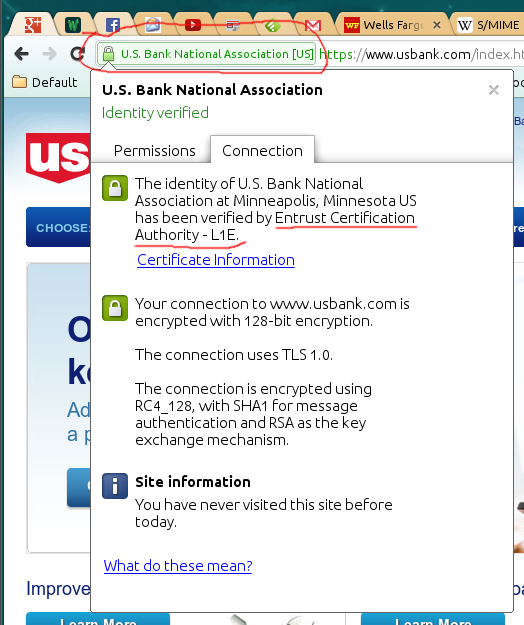 Wells Farg
W S/MIME
U.S. Bank National Association [US] https://www.usbank.com/index.h
Default
U.S. Bank National Association
Identity verified
Permissions Connection
us
The identity of U.S. Bank National
Association at Minneapolis, Minnesota US
has been verified by Entrust Certification
Authority - L1E.
CHOOSE:
Certificate Information
Your connection to www.usbank.com is
encrypted with 128-bit encryption.
The connection uses TLS 1.0.
The connection is encrypted using
RC4_128, with SHA1 for message
authentication and RSA as the key
exchange mechanism.
Site information
You have never visited this site before
today.
What do these mean?
Improve
Learn More
Learn More